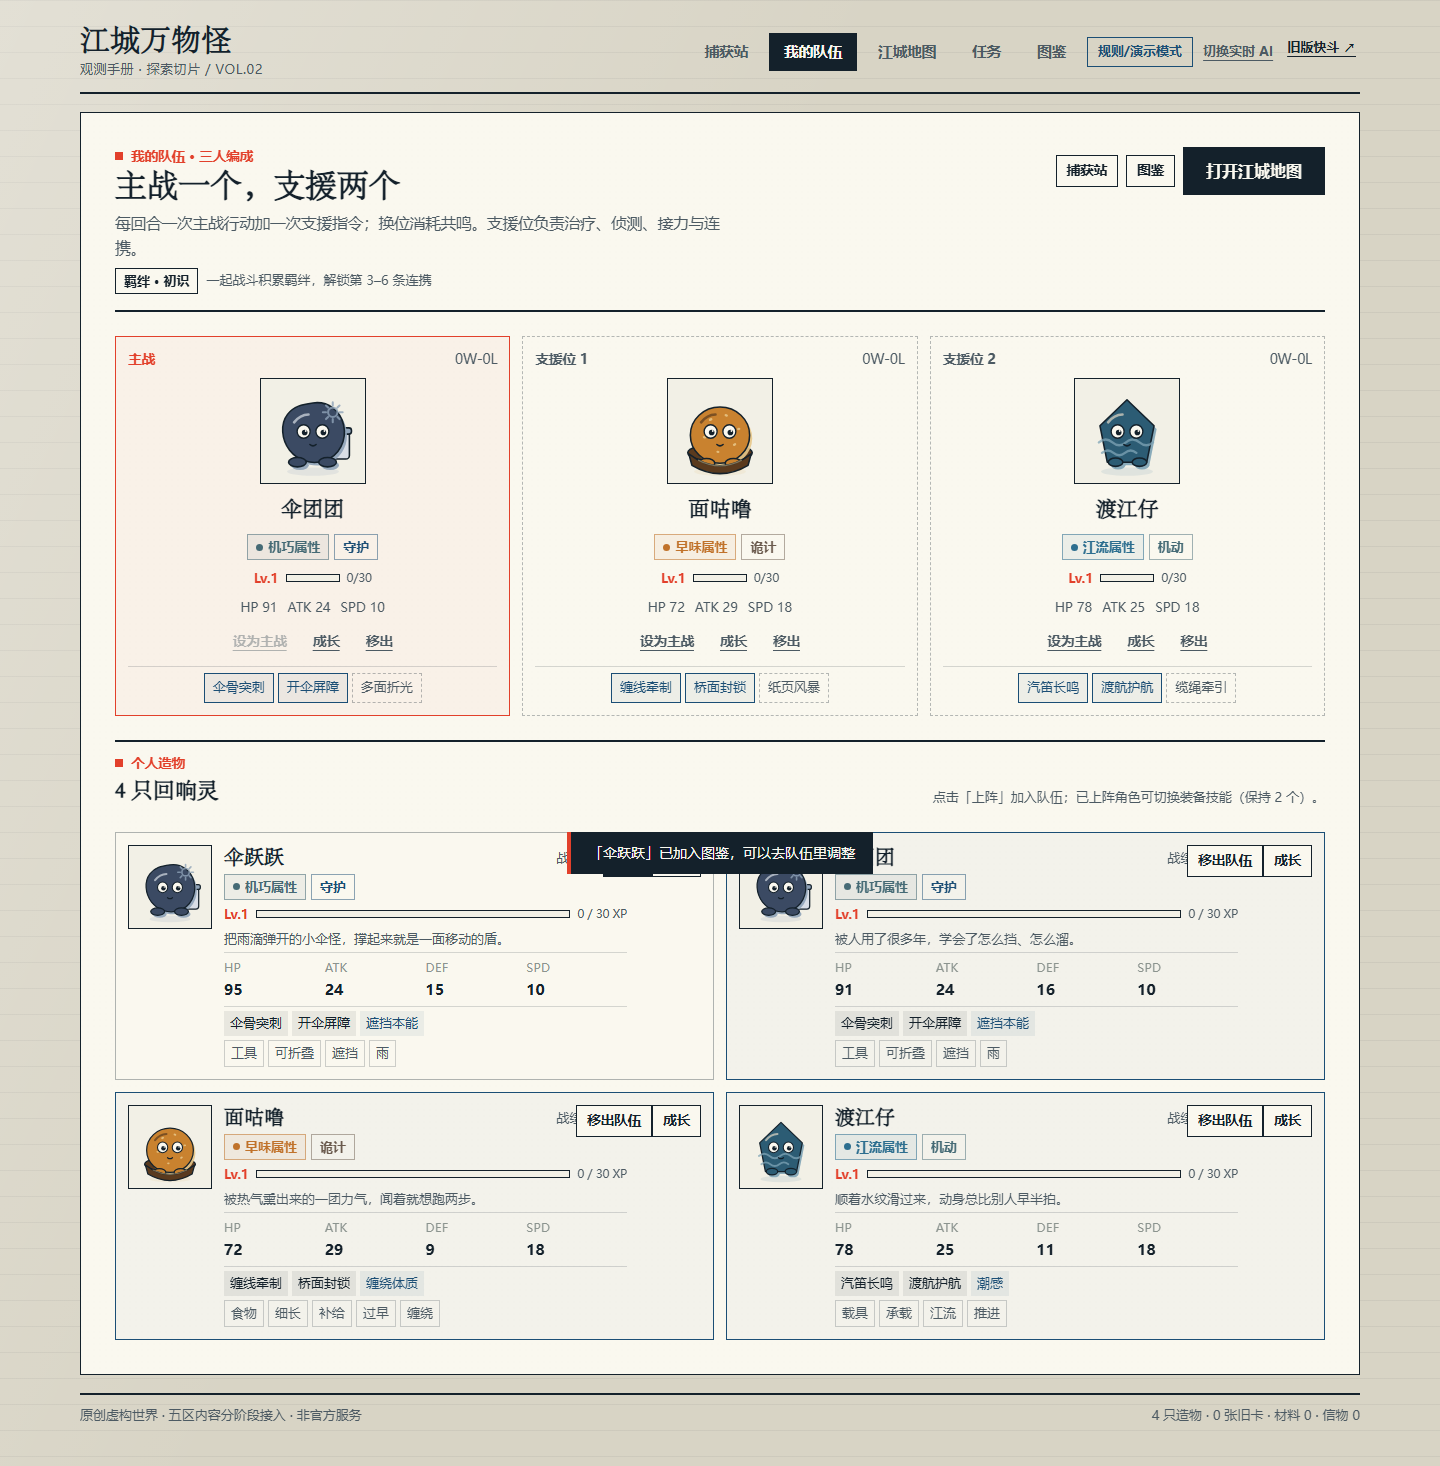 江城万物怪
观测手册 · 探索切片 / VOL.02
捕获站 我的队伍 江城地图 任务 图鉴 规则/演示模式 切换实时 AI 旧版快斗 ↗
我的队伍 • 三人编成
主战一个，支援两个
捕获站 图鉴 打开江城地图
每回合一次主战行动加一次支援指令；换位消耗共鸣。支援位负责治疗、侦测、接力与连
携。
羁绊 • 初识 一起战斗积累羁绊，解锁第 3–6 条连携
主战 0W-0L
伞团团
机巧属性 守护
Lv.1 0/30
HP 91 ATK 24 SPD 10
设为主战 成长 移出
伞骨突刺 开伞屏障 多面折光
支援位 1 0W-0L
面咕噜
早味属性 诡计
Lv.1 0/30
HP 72 ATK 29 SPD 18
设为主战 成长 移出
缠线牵制 桥面封锁 纸页风暴
支援位 2 0W-0L
渡江仔
江流属性 机动
Lv.1 0/30
HP 78 ATK 25 SPD 18
设为主战 成长 移出
汽笛长鸣 渡航护航 缆绳牵引
个人造物
4 只回响灵
点击「上阵」加入队伍；已上阵角色可切换装备技能（保持 2 个）。
「伞跃跃」已加入图鉴，可以去队伍里调整
伞跃跃 战
机巧属性 守护
Lv.1 0 / 30 XP
把雨滴弹开的小伞怪，撑起来就是一面移动的盾。
HP ATK DEF SPD
95 24 15 10
伞骨突刺 开伞屏障 遮挡本能
工具 可折叠 遮挡 雨
团 战 移出队伍 成长
机巧属性 守护
Lv.1 0 / 30 XP
被人用了很多年，学会了怎么挡、怎么溜。
HP ATK DEF SPD
91 24 16 10
伞骨突刺 开伞屏障 遮挡本能
工具 可折叠 遮挡 雨
面咕噜 战 移出队伍 成长
早味属性 诡计
Lv.1 0 / 30 XP
被热气熏出来的一团力气，闻着就想跑两步。
HP ATK DEF SPD
72 29 9 18
缠线牵制 桥面封锁 缠绕体质
食物 细长 补给 过早 缠绕
渡江仔 战 移出队伍 成长
江流属性 机动
Lv.1 0 / 30 XP
顺着水纹滑过来，动身总比别人早半拍。
HP ATK DEF SPD
78 25 11 18
汽笛长鸣 渡航护航 潮感
载具 承载 江流 推进
原创虚构世界 · 五区内容分阶段接入 · 非官方服务
4 只造物 · 0 张旧卡 · 材料 0 · 信物 0